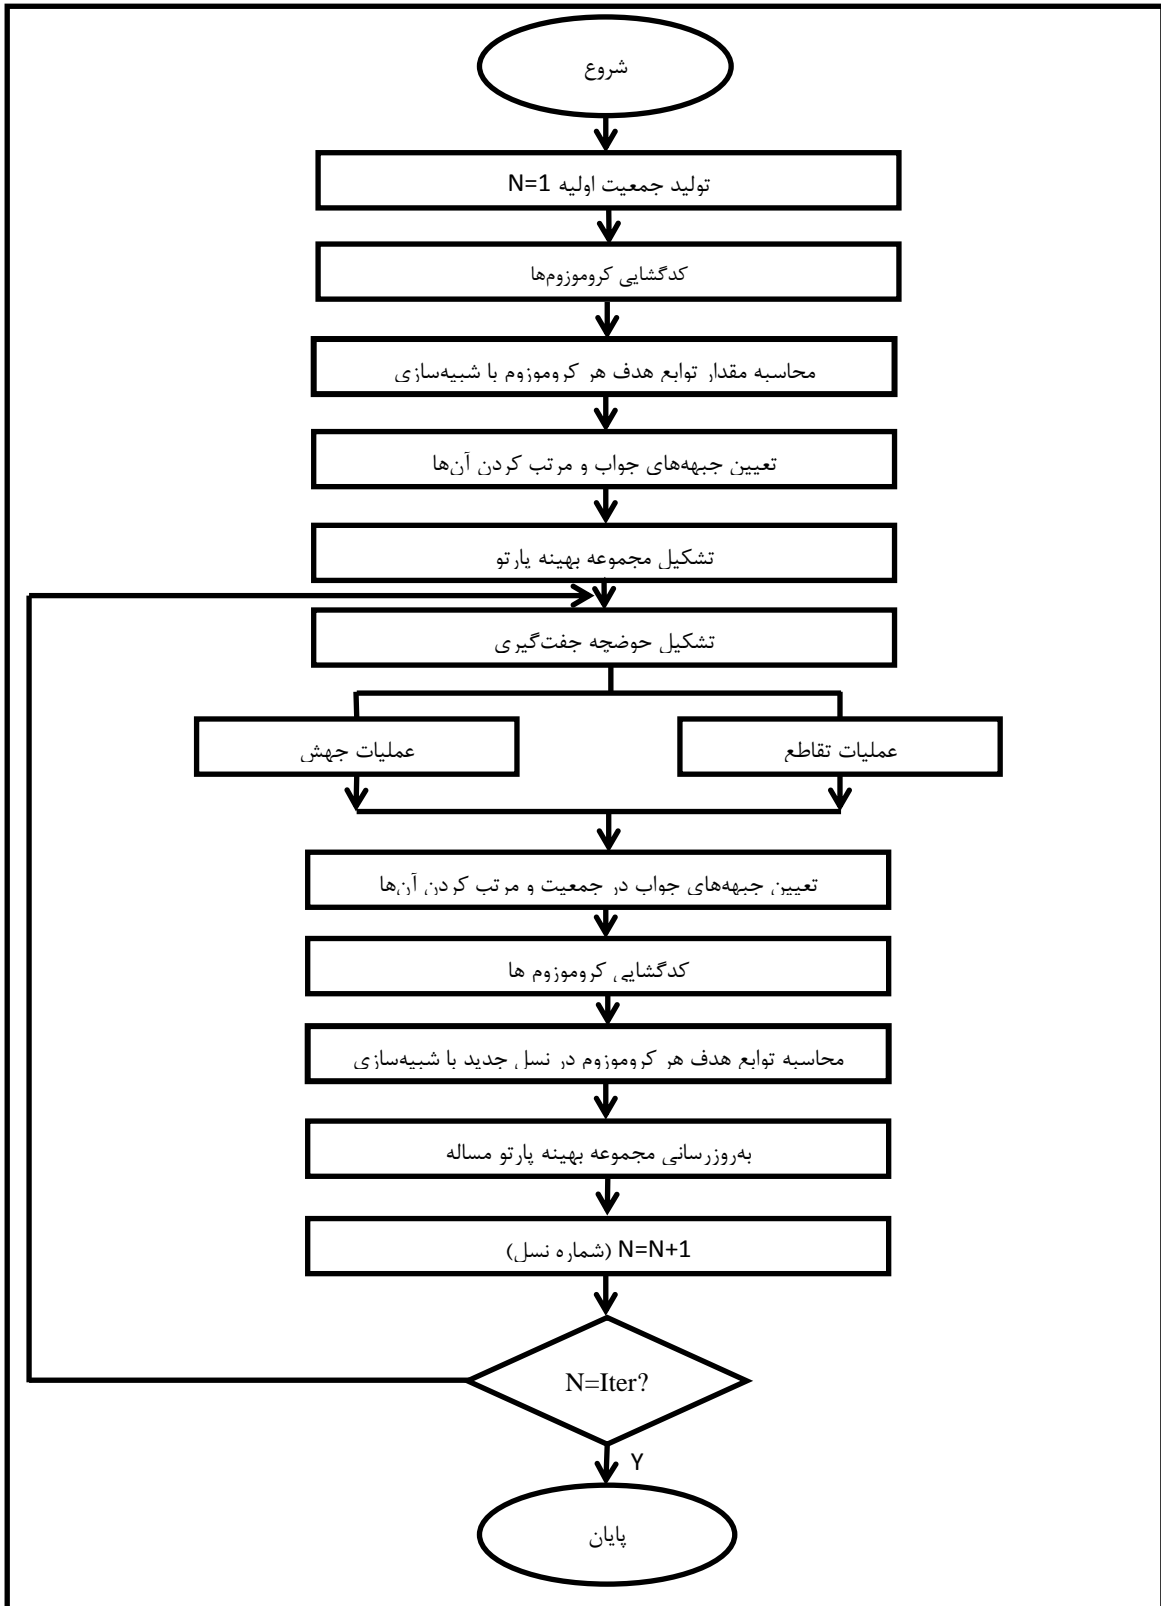 شروع
تولید جمعیت اولیه N=1
کدگشایی کروموزوم‌ها
محاسبه مقدار توابع هدف هر کروموزوم با شبیه‌سازی
تعیین جبهه‌های جواب و مرتب کردن آن‌ها
تشکیل مجموعه بهینه پارتو
تشکیل حوضچه جفت‌گیری
عملیات تقاطع
عملیات جهش
تعیین جبهه‌های جواب در جمعیت و مرتب کردن آن‌ها
کدگشایی کروموزوم ها
محاسبه توابع هدف هر کروموزوم در نسل جدید با شبیه‌سازی
به‌روزرسانی مجموعه بهینه پارتو مساله
N=N+1 (شماره نسل)
N=Iter?
Y
پایان